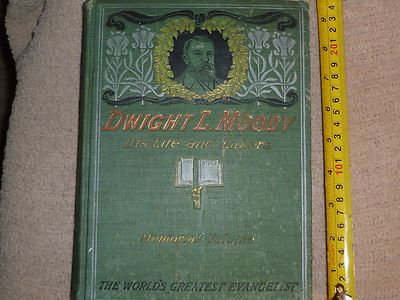 DWIGHT L. MOODY
His Life and Labors
Memorial Volume
THE WORLD'S GREATEST EVANGELIST